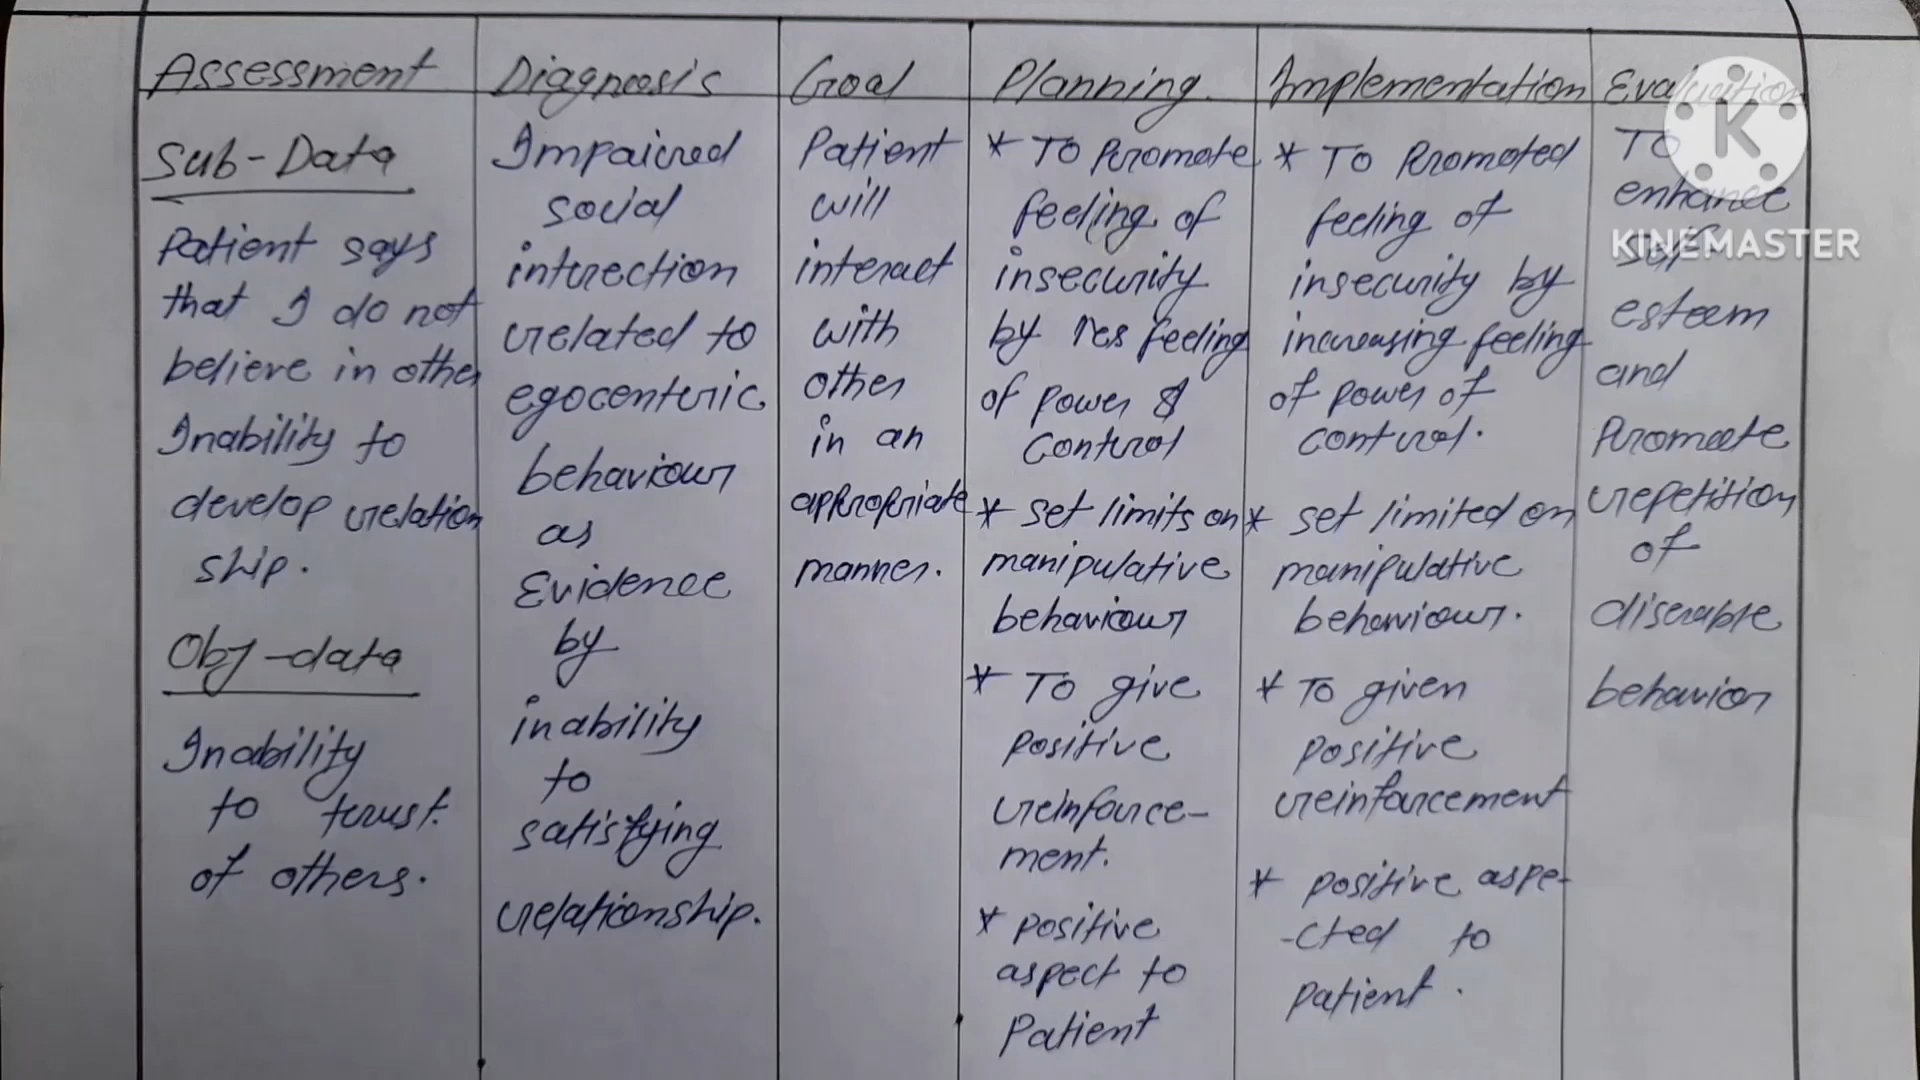 Assessment
Sub-Data
Patient says
that I do not
believe in other
Inability to
develop relation
ship.
Obj-data
Inability
to trust.
of others.
Diagnosis
Impaired
social
interection
related to
egocentric
behaviour
as
Evidence
by
inability
to
satisfying
relationship.
Goal
Patient
will
interact
with
other
in an
appropriate
manner.
Planning.
* To Promote
feeling of
insecurity
by feeling
of power &
Control
* set limits on
manipulative
behaviour
* To give
positive
reinforce-
ment.
* positive
aspect to
Patient
Implementation
* To Promoted
feeling of
insecurity by
increasing feeling
of power of
control.
* set limited on
manipulative
behaviour.
* To given
positive
reinforcement
* positive aspe-
-cted to
patient.
Evaluation
To
enhance
self
esteem
and
Promote
repetition
of
behavior
K
KINEMASTER